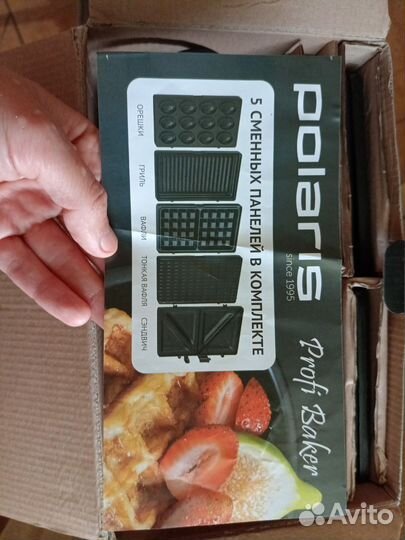 polaris
since 1995
Profi Baker
5 СМЕННЫХ ПАНЕЛЕЙ В КОМПЛЕКТЕ
ОРЕШКИ
ГРИЛЬ
ВАФЛИ
ТОНКАЯ ВАФЛЯ
СЭНДВИЧ
Avito